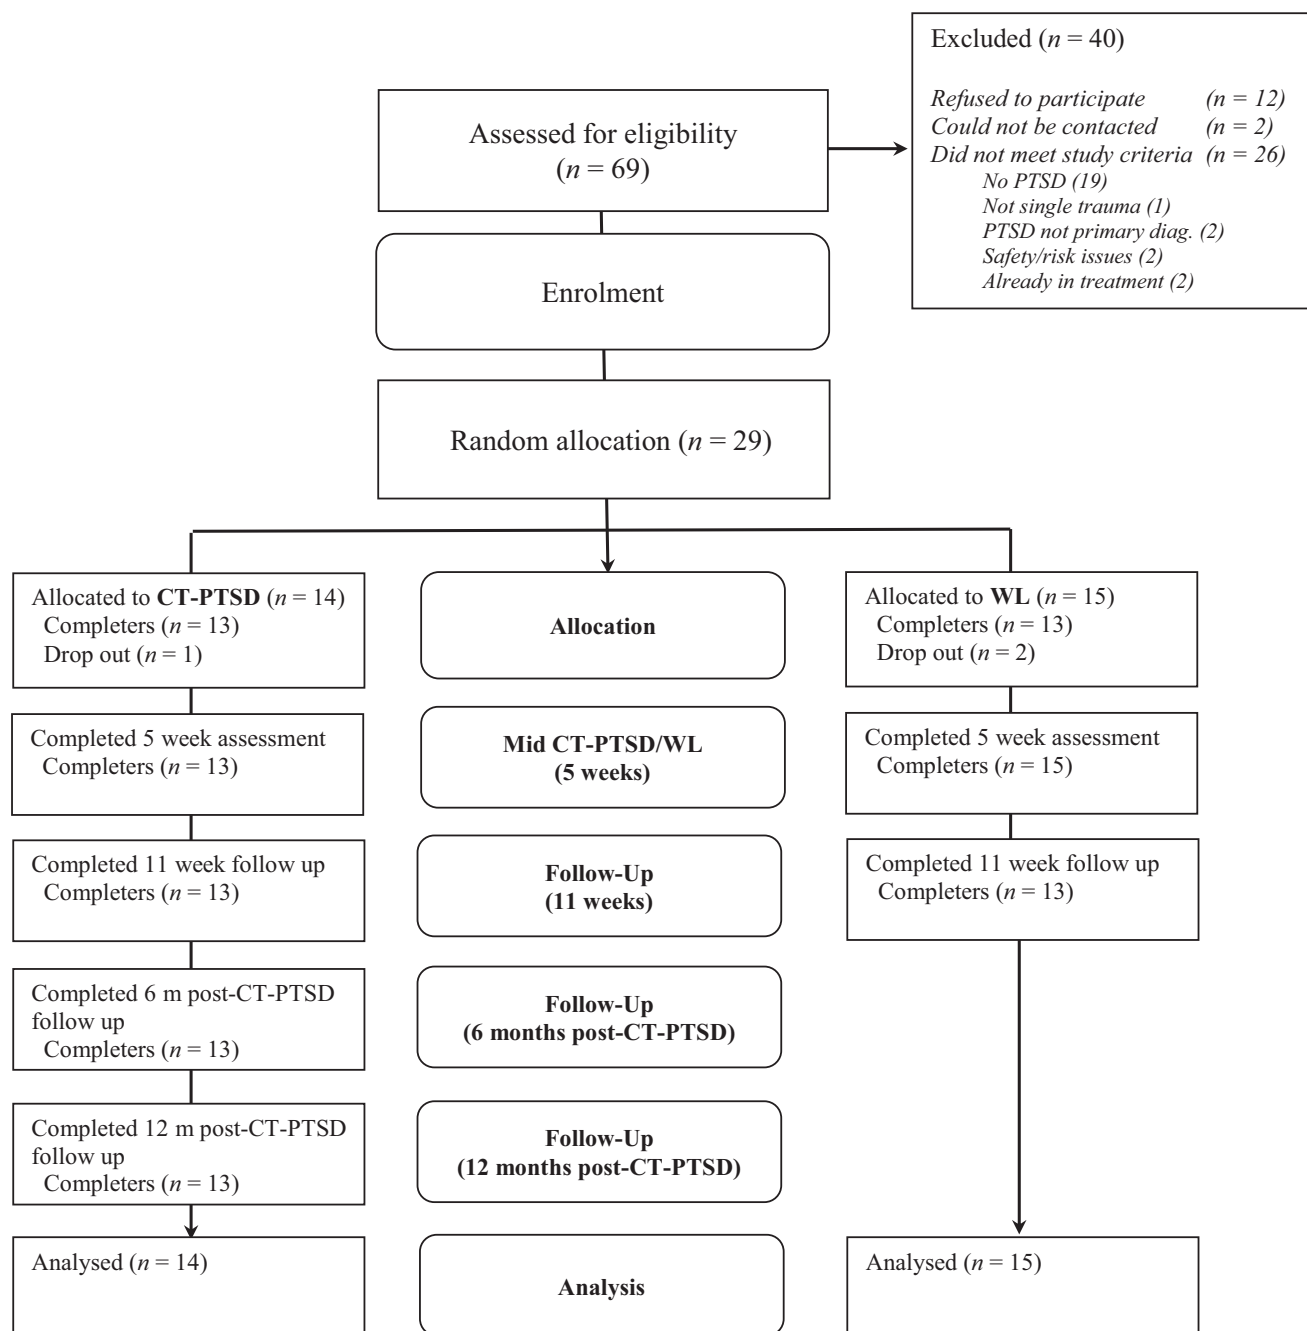 Assessed for eligibility
(n = 69)
Excluded (n = 40)
Refused to participate (n = 12)
Could not be contacted (n = 2)
Did not meet study criteria (n = 26)
No PTSD (19)
Not single trauma (1)
PTSD not primary diag. (2)
Safety/risk issues (2)
Already in treatment (2)
Enrolment
Random allocation (n = 29)
Allocated to CT-PTSD (n = 14)
Completers (n = 13)
Drop out (n = 1)
Allocation
Allocated to WL (n = 15)
Completers (n = 13)
Drop out (n = 2)
Completed 5 week assessment
Completers (n = 13)
Mid CT-PTSD/WL
(5 weeks)
Completed 5 week assessment
Completers (n = 15)
Completed 11 week follow up
Completers (n = 13)
Follow-Up
(11 weeks)
Completed 11 week follow up
Completers (n = 13)
Completed 6 m post-CT-PTSD
follow up
Completers (n = 13)
Follow-Up
(6 months post-CT-PTSD)
Completed 12 m post-CT-PTSD
follow up
Completers (n = 13)
Follow-Up
(12 months post-CT-PTSD)
Analysed (n = 14)
Analysis
Analysed (n = 15)